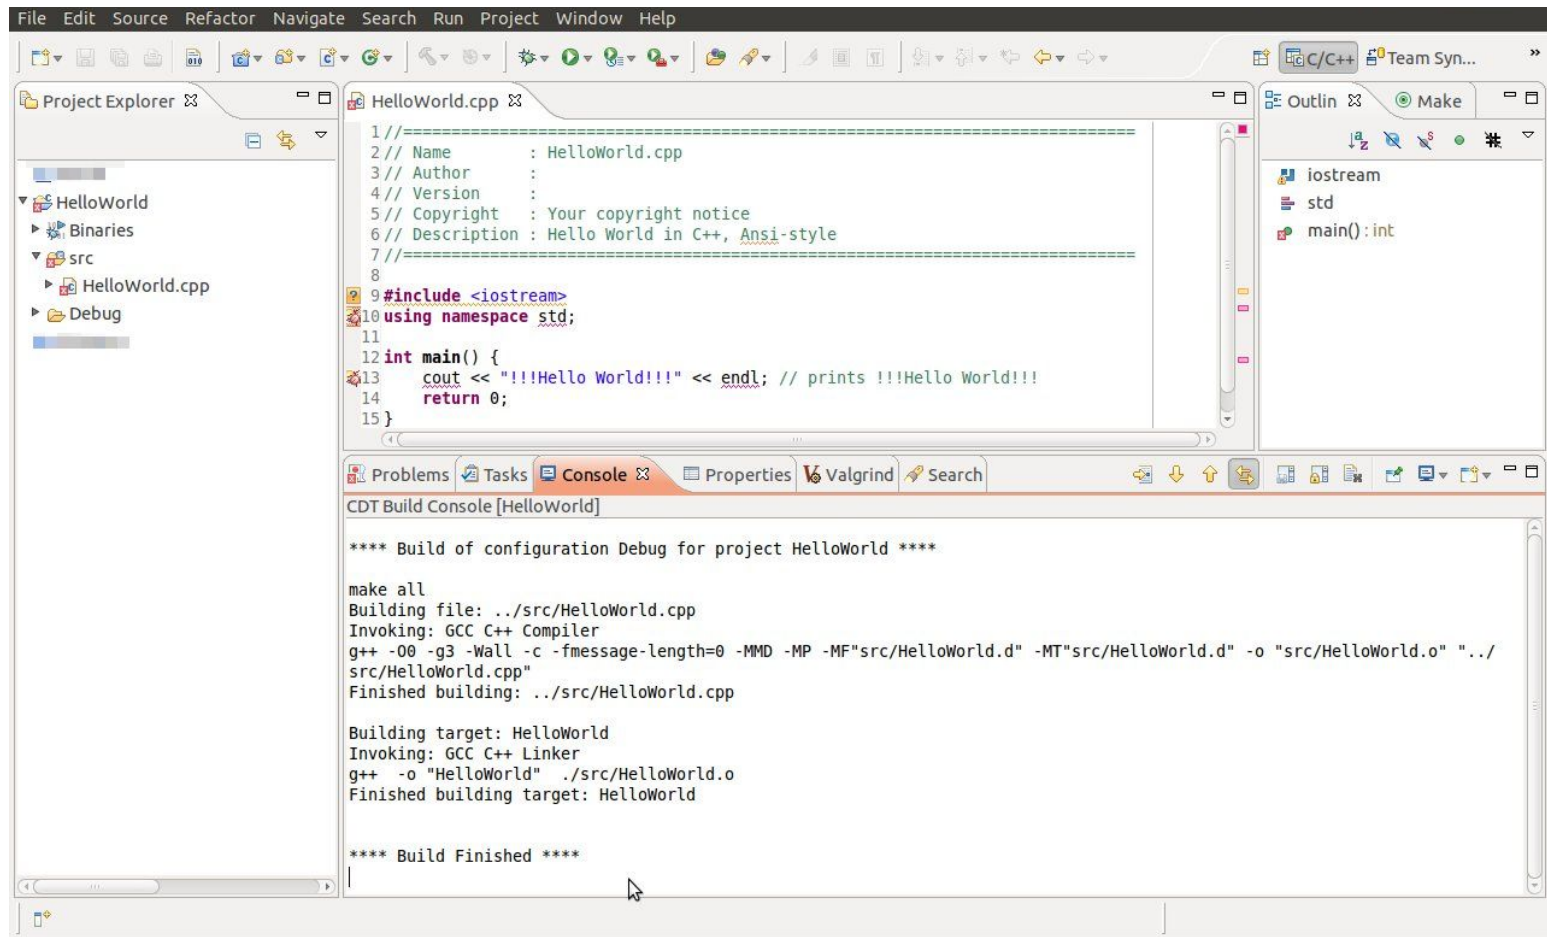 File Edit Source Refactor Navigate Search Run Project Window Help
C/C++ Team Syn... »
Project Explorer
HelloWorld
Binaries
src
HelloWorld.cpp
Debug
HelloWorld.cpp
1 //============================================================================
2 // Name        : HelloWorld.cpp
3 // Author      :
4 // Version     :
5 // Copyright   : Your copyright notice
6 // Description : Hello World in C++, Ansi-style
7 //============================================================================
8
9 #include <iostream>
10 using namespace std;
11
12 int main() {
13     cout << "!!!Hello World!!!" << endl; // prints !!!Hello World!!!
14     return 0;
15 }
Outlin Make
iostream
std
main() : int
Problems Tasks Console Properties Valgrind Search
CDT Build Console [HelloWorld]
**** Build of configuration Debug for project HelloWorld ****
make all
Building file: ../src/HelloWorld.cpp
Invoking: GCC C++ Compiler
g++ -O0 -g3 -Wall -c -fmessage-length=0 -MMD -MP -MF"src/HelloWorld.d" -MT"src/HelloWorld.d" -o "src/HelloWorld.o" "../
src/HelloWorld.cpp"
Finished building: ../src/HelloWorld.cpp
Building target: HelloWorld
Invoking: GCC C++ Linker
g++  -o "HelloWorld"  ./src/HelloWorld.o
Finished building target: HelloWorld
**** Build Finished ****